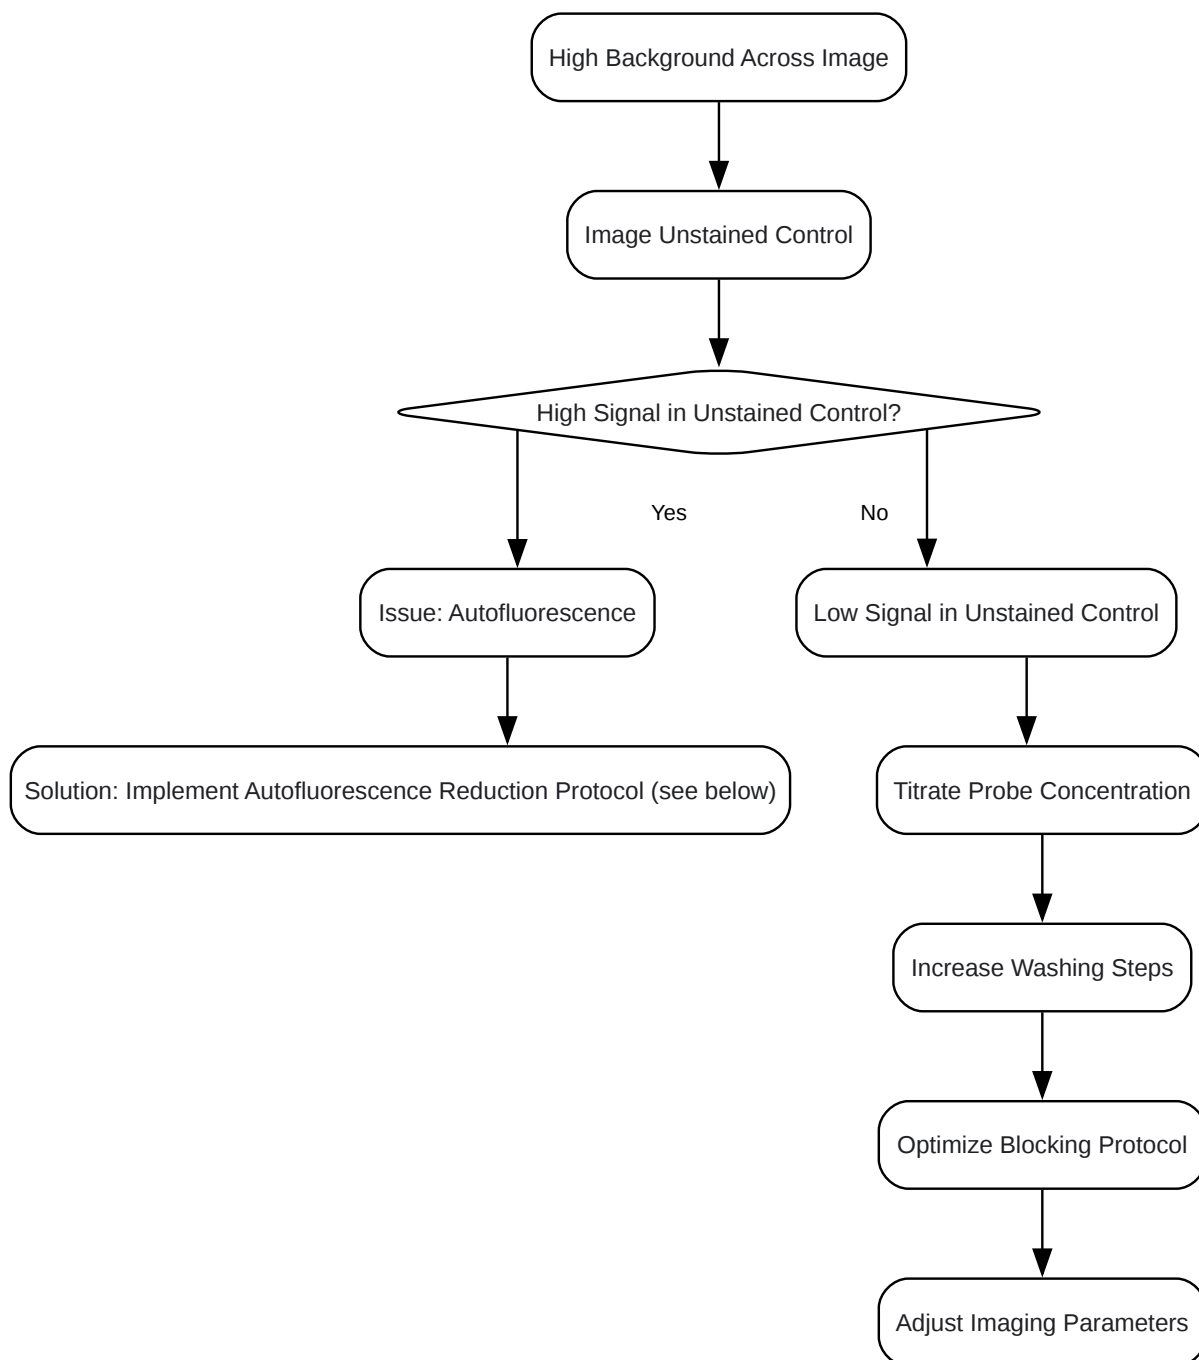 High Background Across Image
Image Unstained Control
High Signal in Unstained Control?
Yes
No
Issue: Autofluorescence
Low Signal in Unstained Control
Solution: Implement Autofluorescence Reduction Protocol (see below)
Titrate Probe Concentration
Increase Washing Steps
Optimize Blocking Protocol
Adjust Imaging Parameters